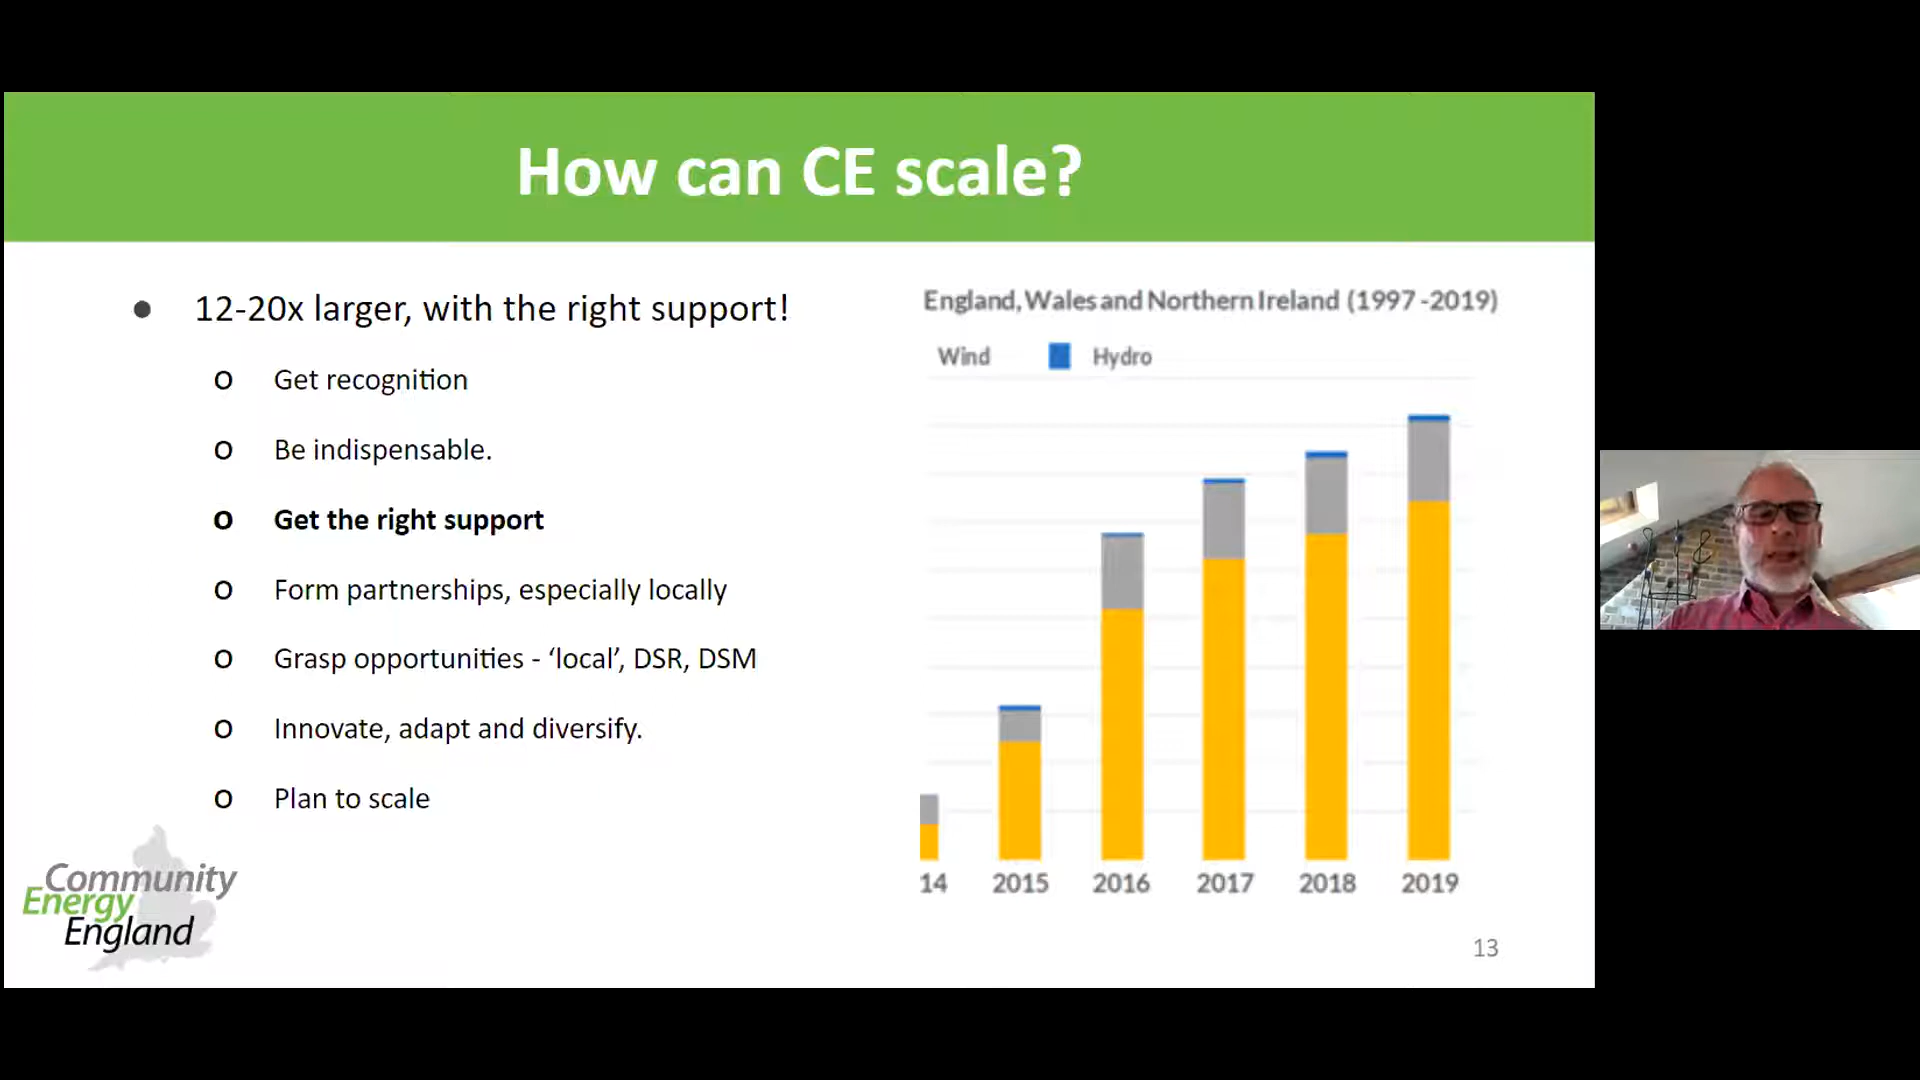 How can CE scale?
● 12-20x larger, with the right support!
o Get recognition
o Be indispensable.
o Get the right support
o Form partnerships, especially locally
o Grasp opportunities - ‘local’, DSR, DSM
o Innovate, adapt and diversify.
o Plan to scale
England, Wales and Northern Ireland (1997 -2019)
Wind Hydro
14 2015 2016 2017 2018 2019
Community
Energy
England
13